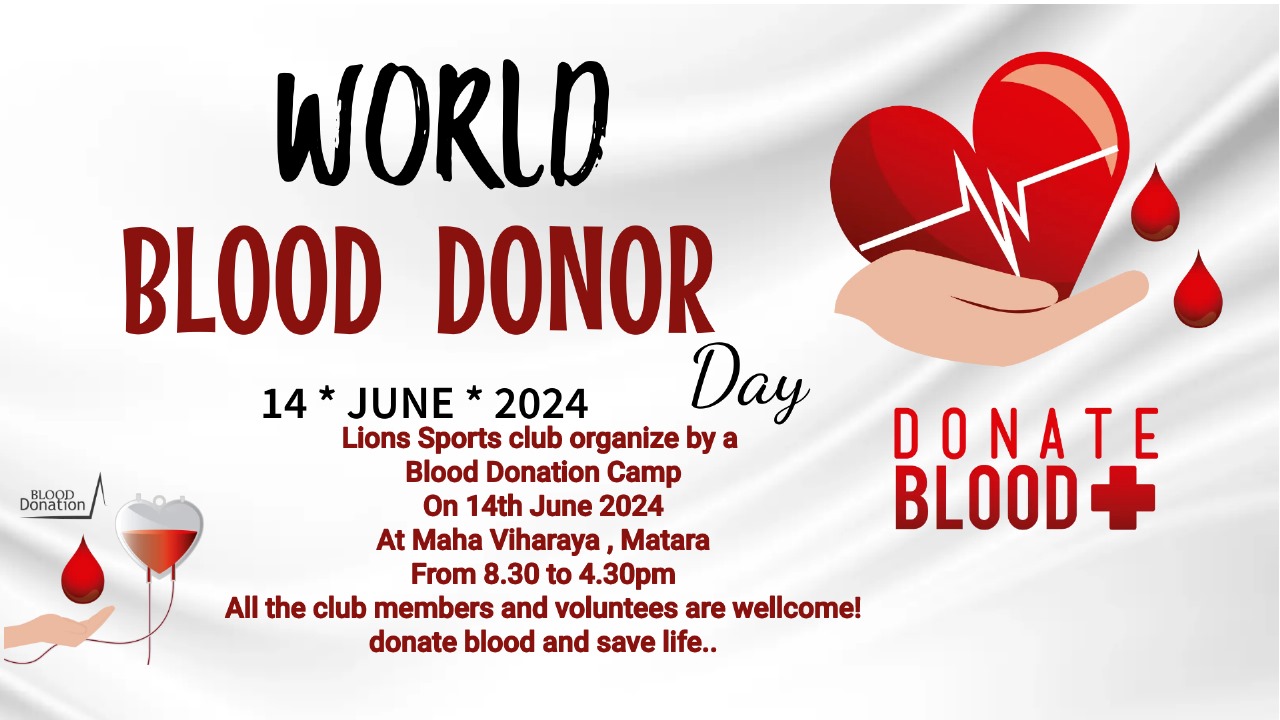 WORLD
BLOOD DONOR
Day
14 * JUNE * 2024
Lions Sports club organize by a
Blood Donation Camp
On 14th June 2024
At Maha Viharaya , Matara
From 8.30 to 4.30pm
All the club members and voluntees are wellcome!
donate blood and save life..
BLOOD
Donation
DONATE
BLOOD